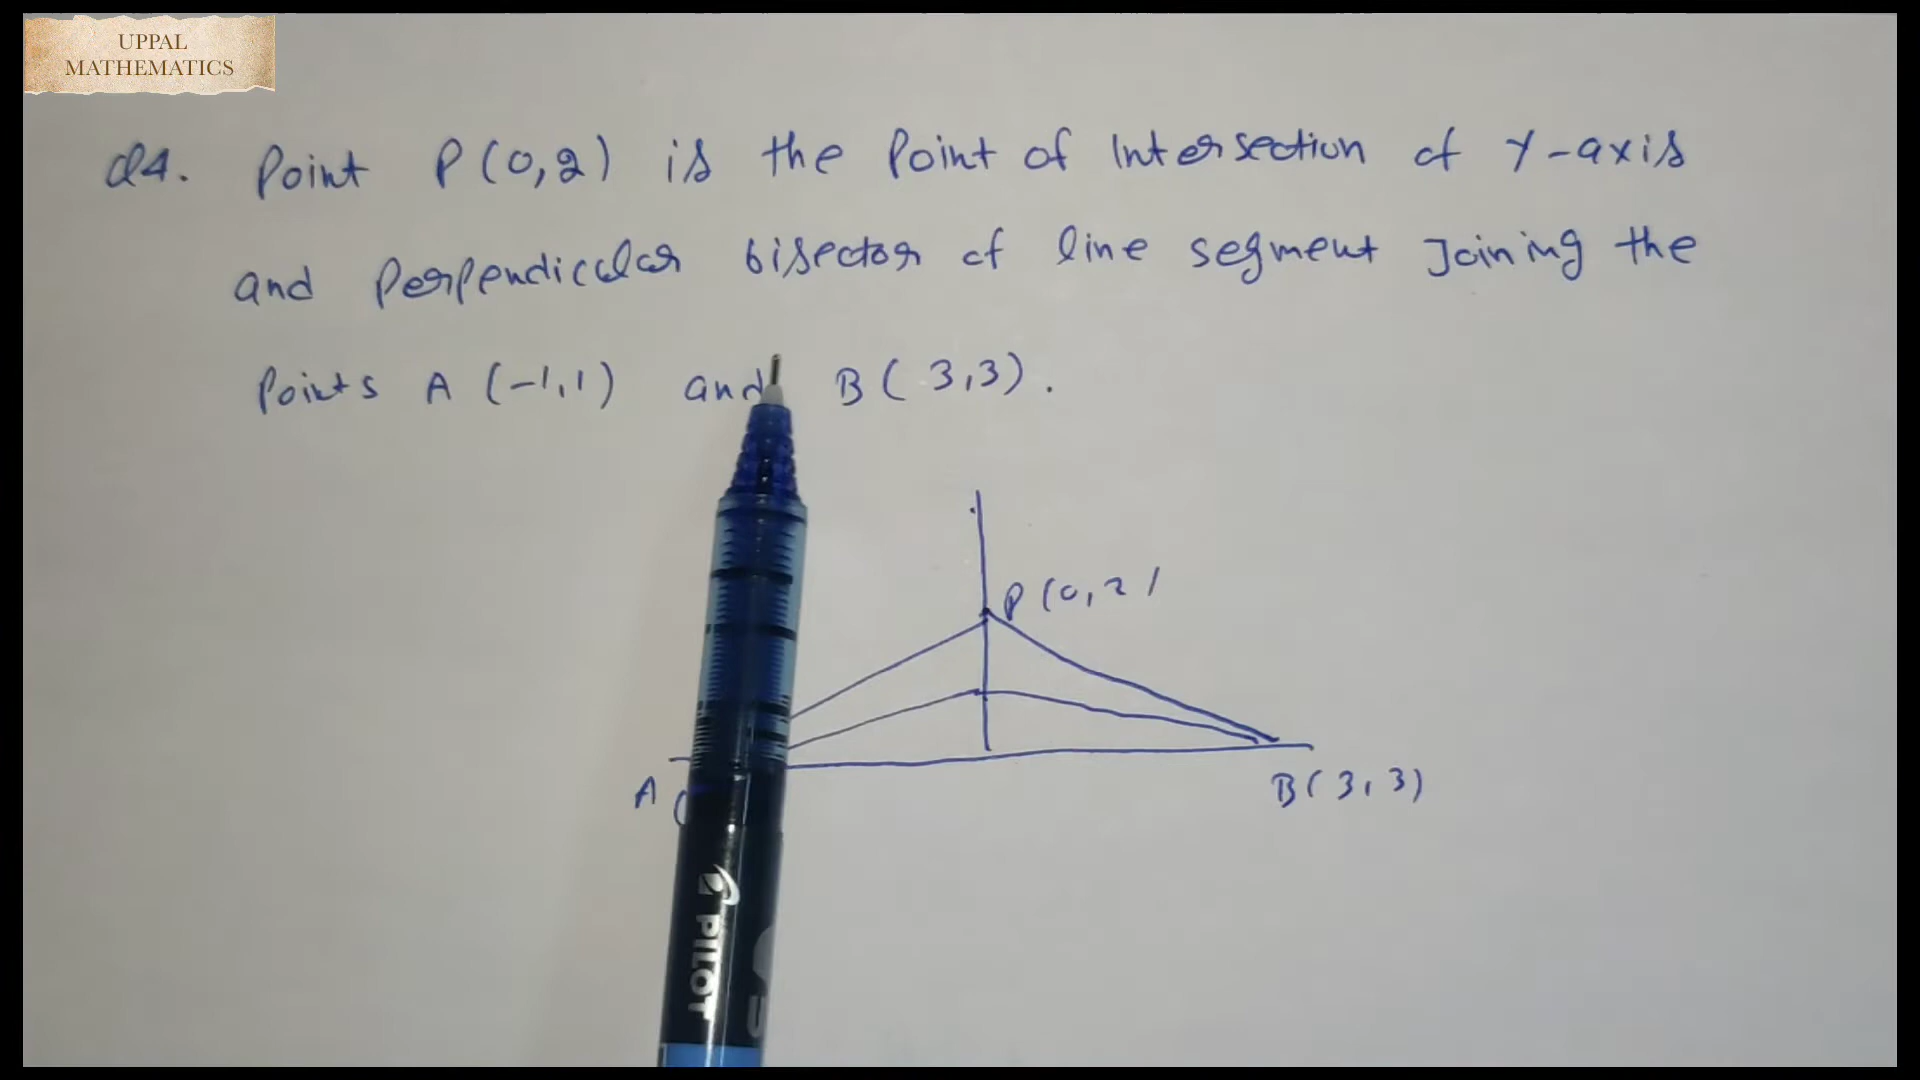 UPPAL
MATHEMATICS
Q4. Point P(0,2) is the Point of Intersection of Y-axis
and Perpendicular bisector of line segment Joining the
Points A (-1,1) and B ( 3,3).
P(0,2)
A (
B( 3, 3)
PILOT